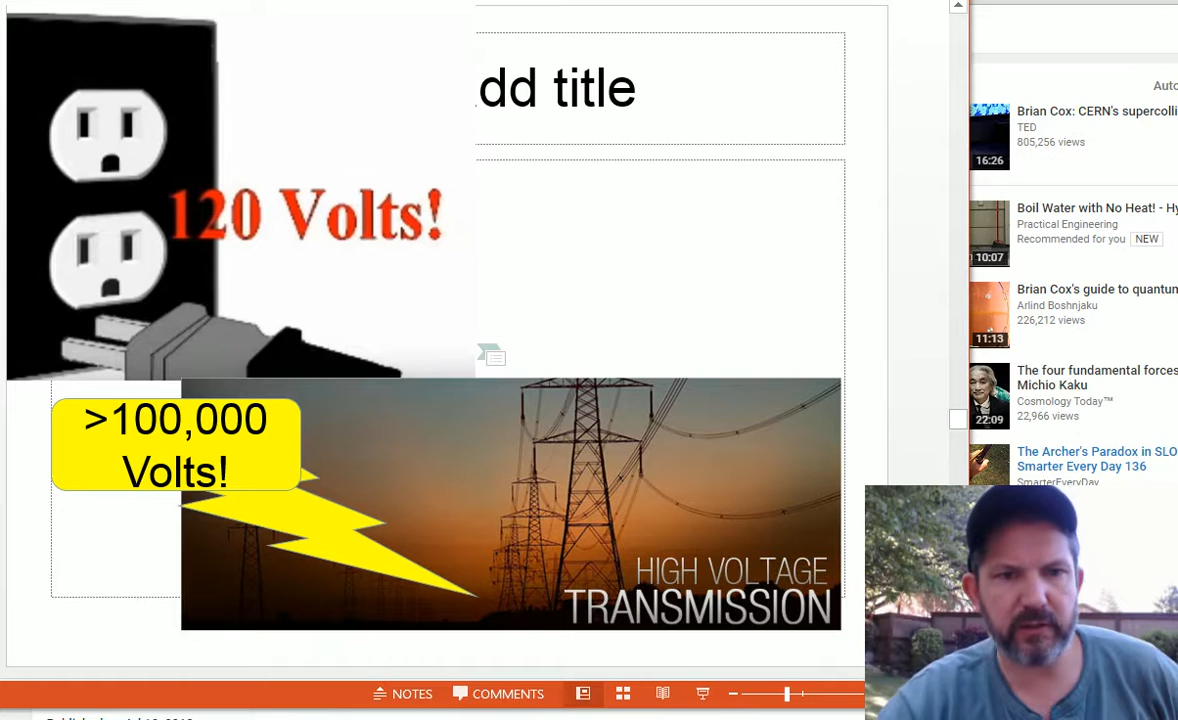 dd title
120 Volts!
>100,000
Volts!
HIGH VOLTAGE
TRANSMISSION
NOTES
COMMENTS
Auto
Brian Cox: CERN's supercolli
TED
805,256 views
16:26
Boil Water with No Heat! - Hy
Practical Engineering
Recommended for you NEW
10:07
Brian Cox's guide to quantun
Arlind Boshnjaku
226,212 views
11:13
The four fundamental forces
Michio Kaku
Cosmology Today™
22,966 views
22:09
The Archer's Paradox in SLO
Smarter Every Day 136
SmarterEveryDay